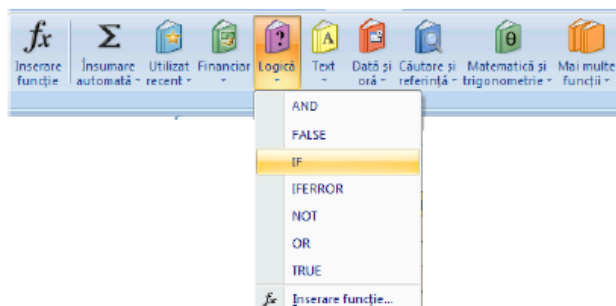 fx Σ ? A θ
Inserare Însumare Utilizat Financiar Logică Text Dată și Căutare și Matematică și Mai multe
funcție automată recent oră referință trigonometrie funcții
AND
FALSE
IF
IFERROR
NOT
OR
TRUE
fx Inserare funcție...